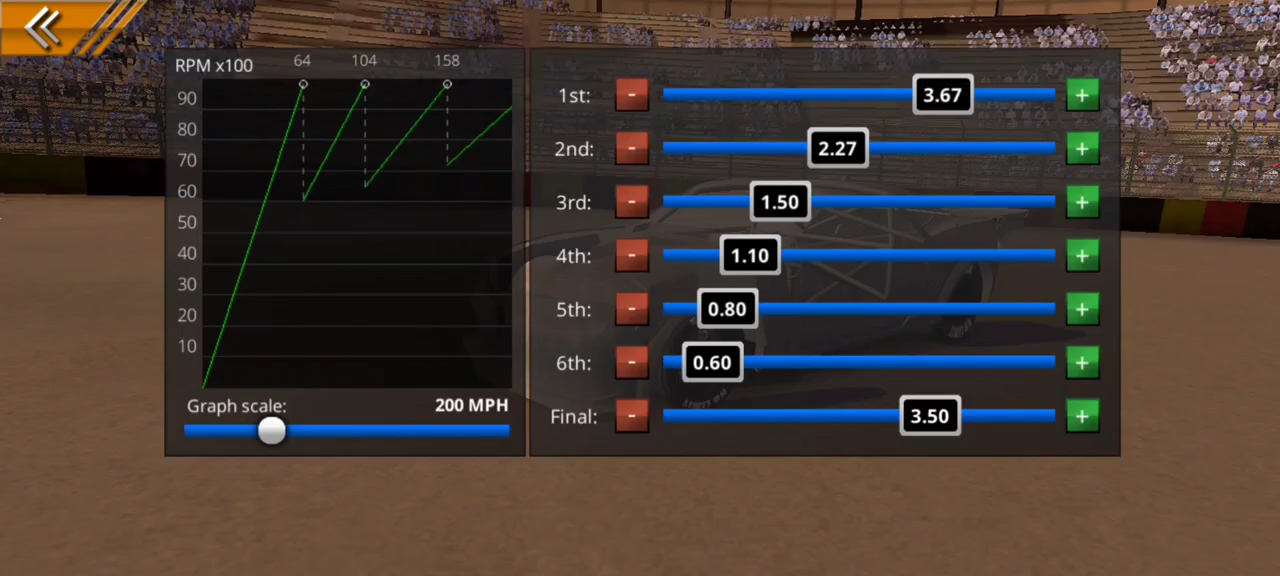 RPM x100
64 104 158
90
80
70
60
50
40
30
20
10
Graph scale: 200 MPH
1st: - 3.67 +
2nd: - 2.27 +
3rd: - 1.50 +
4th: - 1.10 +
5th: - 0.80 +
6th: - 0.60 +
Final: - 3.50 +